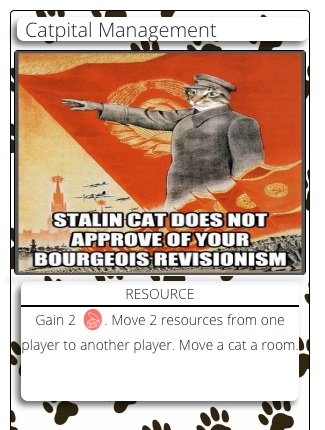 Catpital Management
STALIN CAT DOES NOT
APPROVE OF YOUR
BOURGEOIS REVISIONISM
RESOURCE
Gain 2 . Move 2 resources from one
player to another player. Move a cat a room.